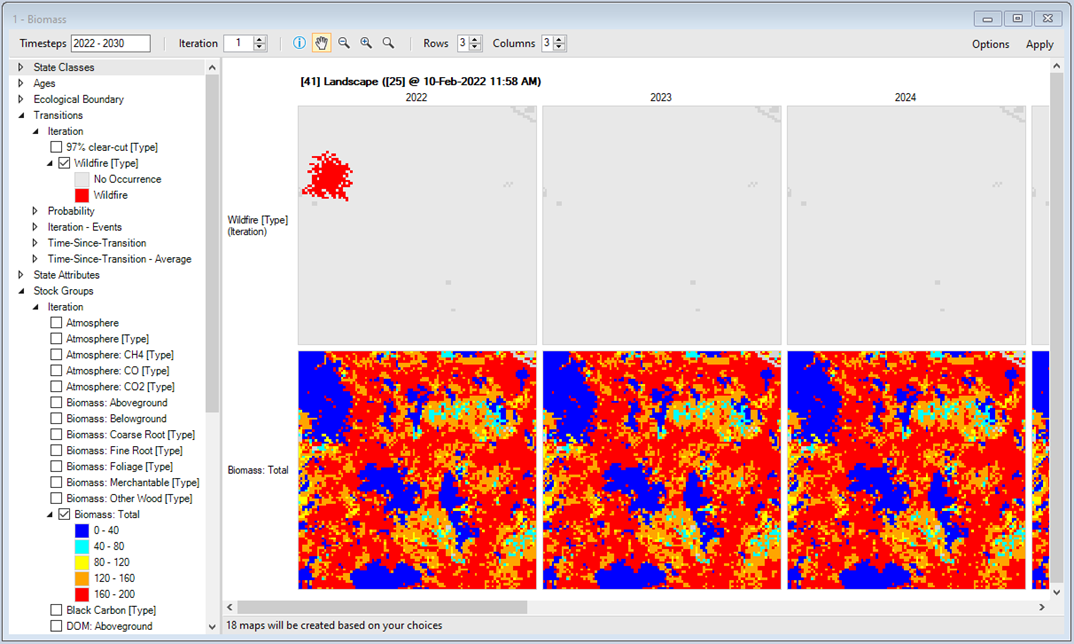 1 - Biomass
Timesteps 2022 - 2030 Iteration 1 Rows 3 Columns 3 Options Apply
State Classes
Ages
Ecological Boundary
Transitions
Iteration
97% clear-cut [Type]
Wildfire [Type]
No Occurrence
Wildfire
Probability
Iteration - Events
Time-Since-Transition
Time-Since-Transition - Average
State Attributes
Stock Groups
Iteration
Atmosphere
Atmosphere [Type]
Atmosphere: CH4 [Type]
Atmosphere: CO [Type]
Atmosphere: CO2 [Type]
Biomass: Aboveground
Biomass: Belowground
Biomass: Coarse Root [Type]
Biomass: Fine Root [Type]
Biomass: Foliage [Type]
Biomass: Merchantable [Type]
Biomass: Other Wood [Type]
Biomass: Total
0 - 40
40 - 80
80 - 120
120 - 160
160 - 200
Black Carbon [Type]
DOM: Aboveground
[41] Landscape ([25] @ 10-Feb-2022 11:58 AM)
2022 2023 2024
Wildfire [Type]
(Iteration)
Biomass: Total
18 maps will be created based on your choices